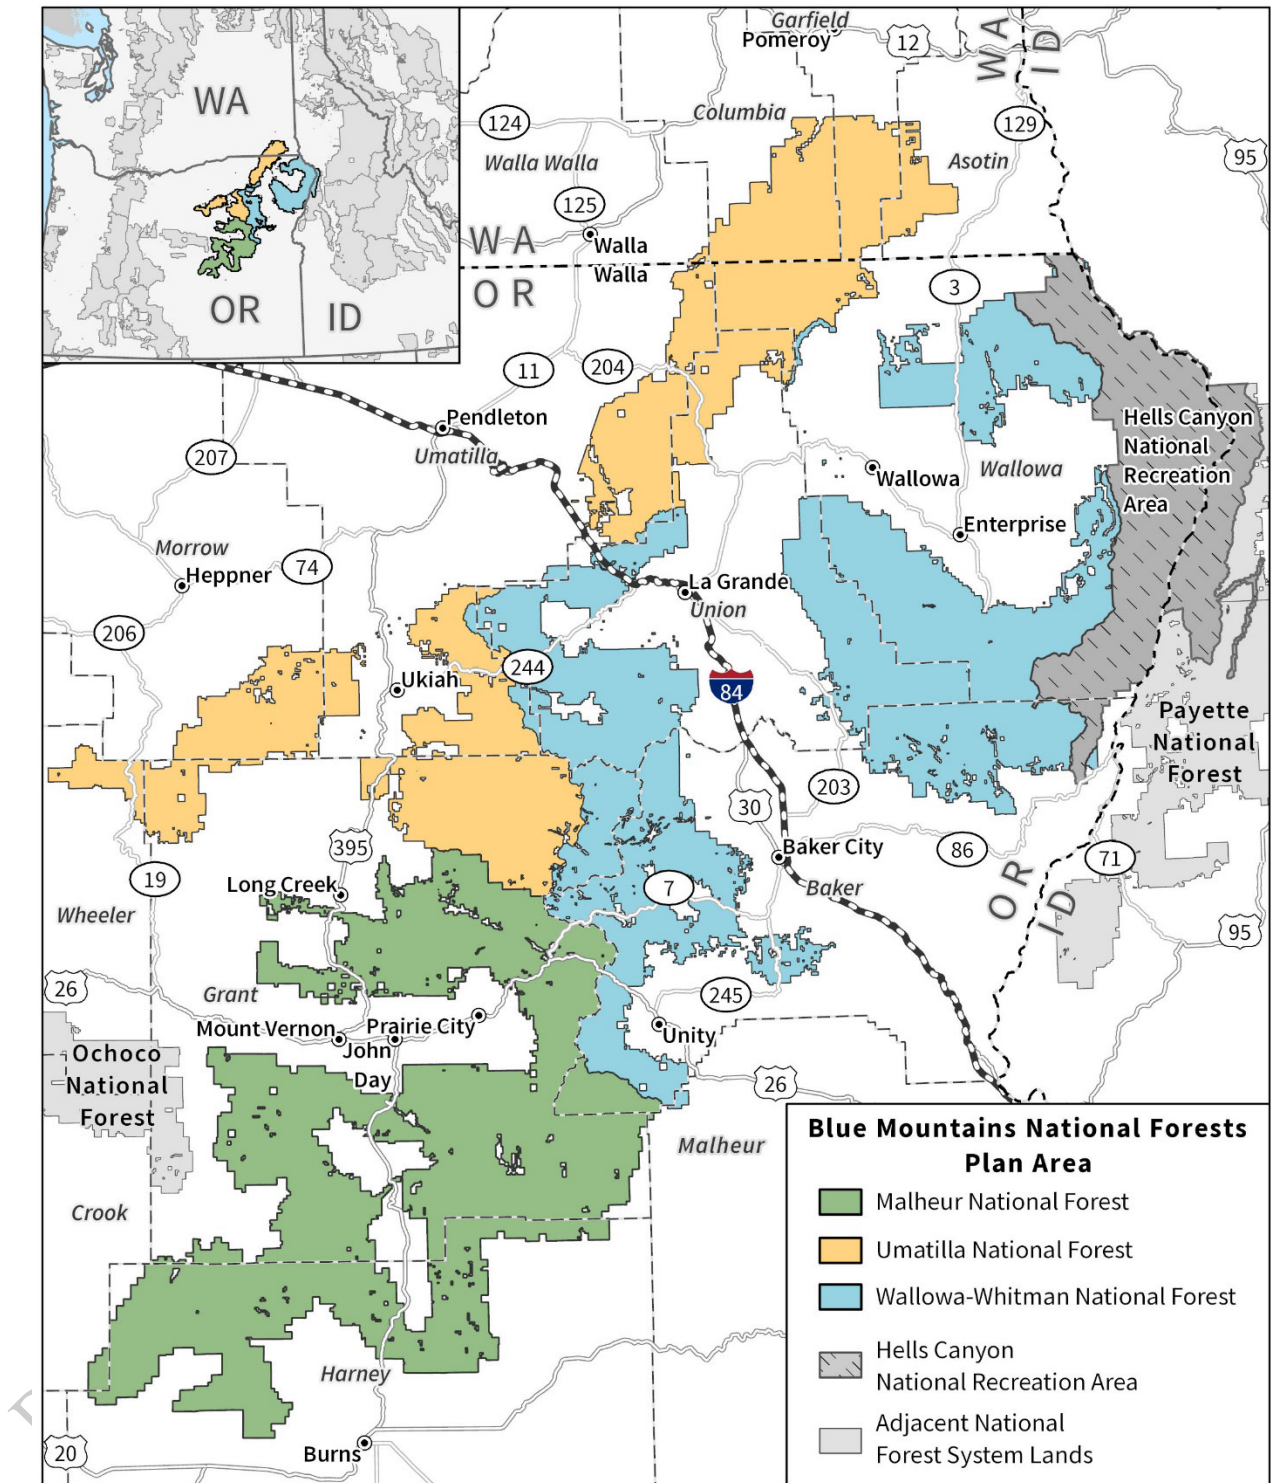 WA
OR
ID
Garfield
Pomeroy
12
WA
ID
Columbia
124
129
Walla Walla
Asotin
95
125
WA
Walla
Walla
OR
3
11
204
Pendleton
Umatilla
207
Hells Canyon
National
Recreation
Area
Wallowa
Wallowa
Enterprise
Morrow
Heppner
74
La Grande
Union
206
244
Ukiah
84
Payette
National
Forest
203
30
395
Baker City
86
71
19
Long Creek
7
Baker
OR
ID
Wheeler
95
26
Grant
245
Mount Vernon
Prairie City
Unity
John
Day
Ochoco
National
Forest
26
Malheur
Crook
Harney
Burns
20
Blue Mountains National Forests
Plan Area
Malheur National Forest
Umatilla National Forest
Wallowa-Whitman National Forest
Hells Canyon
National Recreation Area
Adjacent National
Forest System Lands